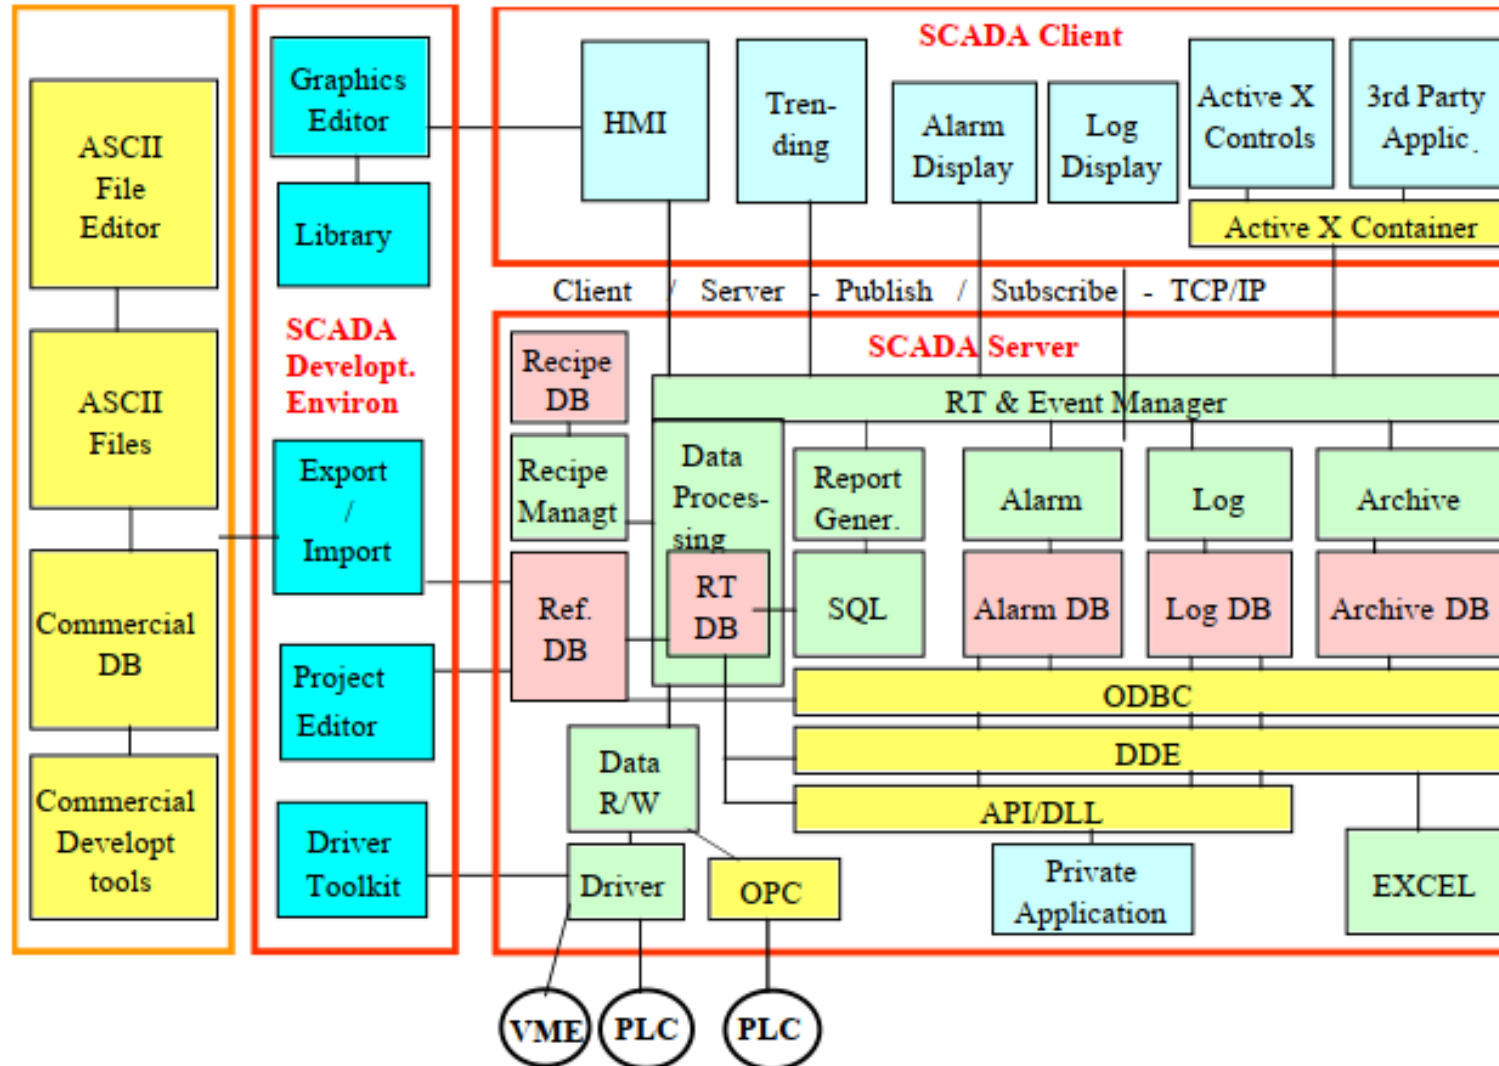 ASCII
File
Editor
ASCII
Files
Commercial
DB
Commercial
Developt
tools
Graphics
Editor
Library
SCADA
Developt.
Environ
Export
/
Import
Project
Editor
Driver
Toolkit
SCADA Client
HMI
Tren-
ding
Alarm
Display
Log
Display
Active X
Controls
3rd Party
Applic.
Active X Container
Client / Server - Publish / Subscribe - TCP/IP
SCADA Server
Recipe
DB
Recipe
Managt
Ref.
DB
RT & Event Manager
Data
Proces-
sing
RT
DB
Report
Gener.
SQL
Alarm
Alarm DB
Log
Log DB
Archive
Archive DB
ODBC
DDE
API/DLL
Data
R/W
Driver
OPC
Private
Application
EXCEL
VME
PLC
PLC